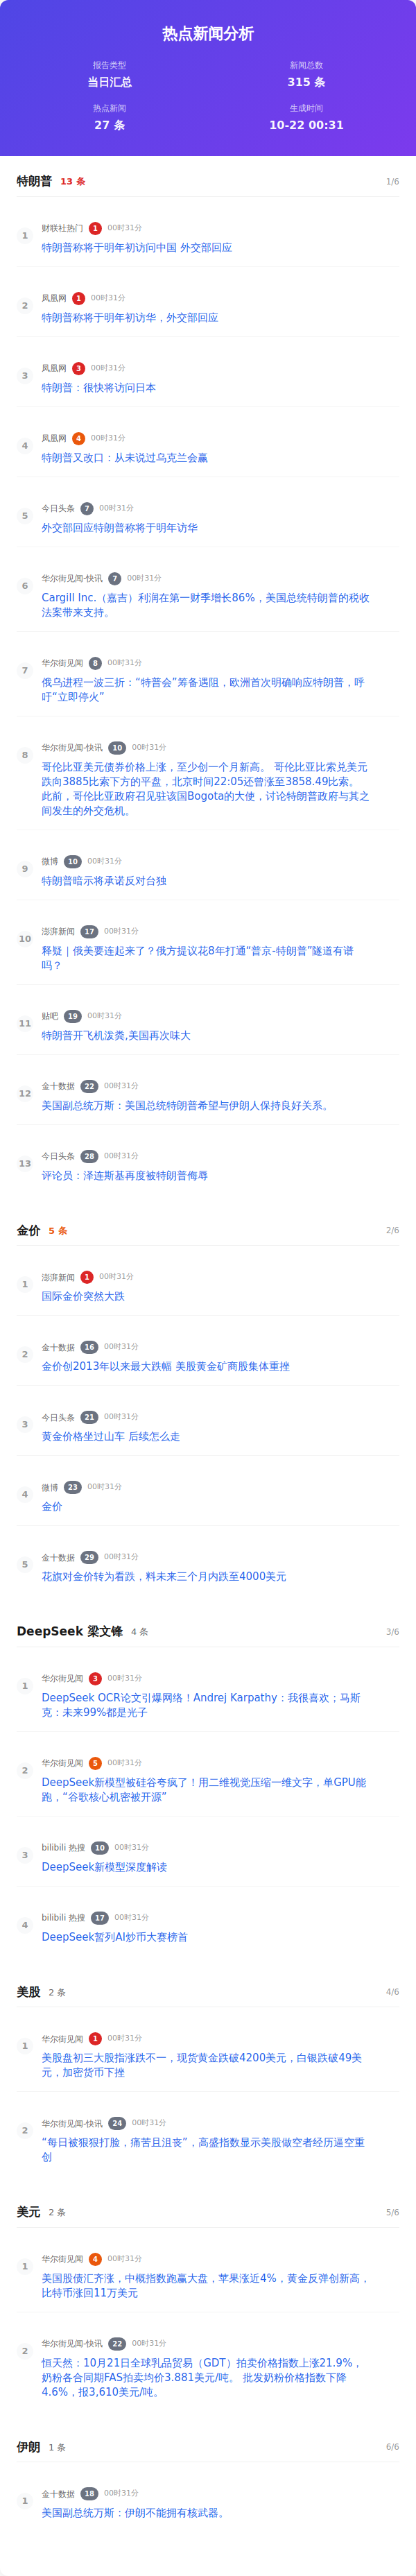 热点新闻分析
报告类型
当日汇总
新闻总数
315 条
热点新闻
27 条
生成时间
10-22 00:31
特朗普 13 条 1/6
1
财联社热门 1 00时31分
特朗普称将于明年初访问中国 外交部回应
2
凤凰网 1 00时31分
特朗普称将于明年初访华，外交部回应
3
凤凰网 3 00时31分
特朗普：很快将访问日本
4
凤凰网 4 00时31分
特朗普又改口：从未说过乌克兰会赢
5
今日头条 7 00时31分
外交部回应特朗普称将于明年访华
6
华尔街见闻-快讯 7 00时31分
Cargill Inc.（嘉吉）利润在第一财季增长86%，美国总统特朗普的税收
法案带来支持。
7
华尔街见闻 8 00时31分
俄乌进程一波三折：“特普会”筹备遇阻，欧洲首次明确响应特朗普，呼
吁“立即停火”
8
华尔街见闻-快讯 10 00时31分
哥伦比亚美元债券价格上涨，至少创一个月新高。 哥伦比亚比索兑美元
跌向3885比索下方的平盘，北京时间22:05还曾涨至3858.49比索。
此前，哥伦比亚政府召见驻该国Bogota的大使，讨论特朗普政府与其之
间发生的外交危机。
9
微博 10 00时31分
特朗普暗示将承诺反对台独
10
澎湃新闻 17 00时31分
释疑｜俄美要连起来了？俄方提议花8年打通“普京-特朗普”隧道有谱
吗？
11
贴吧 19 00时31分
特朗普开飞机泼粪,美国再次味大
12
金十数据 22 00时31分
美国副总统万斯：美国总统特朗普希望与伊朗人保持良好关系。
13
今日头条 28 00时31分
评论员：泽连斯基再度被特朗普侮辱
金价 5 条 2/6
1
澎湃新闻 1 00时31分
国际金价突然大跌
2
金十数据 16 00时31分
金价创2013年以来最大跌幅 美股黄金矿商股集体重挫
3
今日头条 21 00时31分
黄金价格坐过山车 后续怎么走
4
微博 23 00时31分
金价
5
金十数据 29 00时31分
花旗对金价转为看跌，料未来三个月内跌至4000美元
DeepSeek 梁文锋 4 条 3/6
1
华尔街见闻 3 00时31分
DeepSeek OCR论文引爆网络！Andrej Karpathy：我很喜欢；马斯
克：未来99%都是光子
2
华尔街见闻 5 00时31分
DeepSeek新模型被硅谷夸疯了！用二维视觉压缩一维文字，单GPU能
跑，“谷歌核心机密被开源”
3
bilibili 热搜 10 00时31分
DeepSeek新模型深度解读
4
bilibili 热搜 17 00时31分
DeepSeek暂列AI炒币大赛榜首
美股 2 条 4/6
1
华尔街见闻 1 00时31分
美股盘初三大股指涨跌不一，现货黄金跌破4200美元，白银跌破49美
元，加密货币下挫
2
华尔街见闻-快讯 24 00时31分
“每日被狠狠打脸，痛苦且沮丧”，高盛指数显示美股做空者经历逼空重
创
美元 2 条 5/6
1
华尔街见闻 4 00时31分
美国股债汇齐涨，中概指数跑赢大盘，苹果涨近4%，黄金反弹创新高，
比特币涨回11万美元
2
华尔街见闻-快讯 22 00时31分
恒天然：10月21日全球乳品贸易（GDT）拍卖价格指数上涨21.9%，
奶粉各合同期FAS拍卖均价3.881美元/吨。 批发奶粉价格指数下降
4.6%，报3,610美元/吨。
伊朗 1 条 6/6
1
金十数据 18 00时31分
美国副总统万斯：伊朗不能拥有核武器。